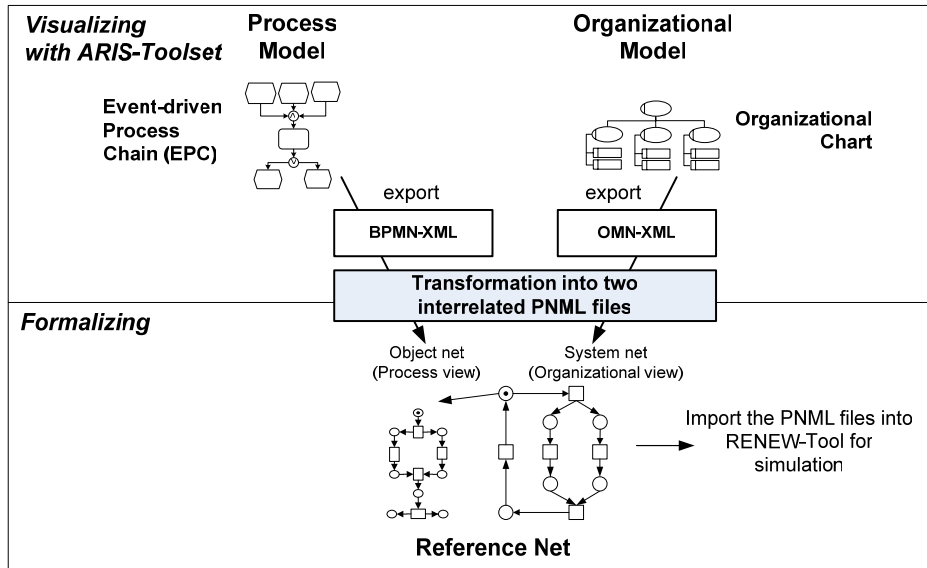 Visualizing
with ARIS-Toolset
Process
Model
Organizational
Model
Event-driven
Process
Chain (EPC)
Organizational
Chart
export
export
BPMN-XML
OMN-XML
Transformation into two
interrelated PNML files
Formalizing
Object net
(Process view)
System net
(Organizational view)
Import the PNML files into
RENEW-Tool for
simulation
Reference Net